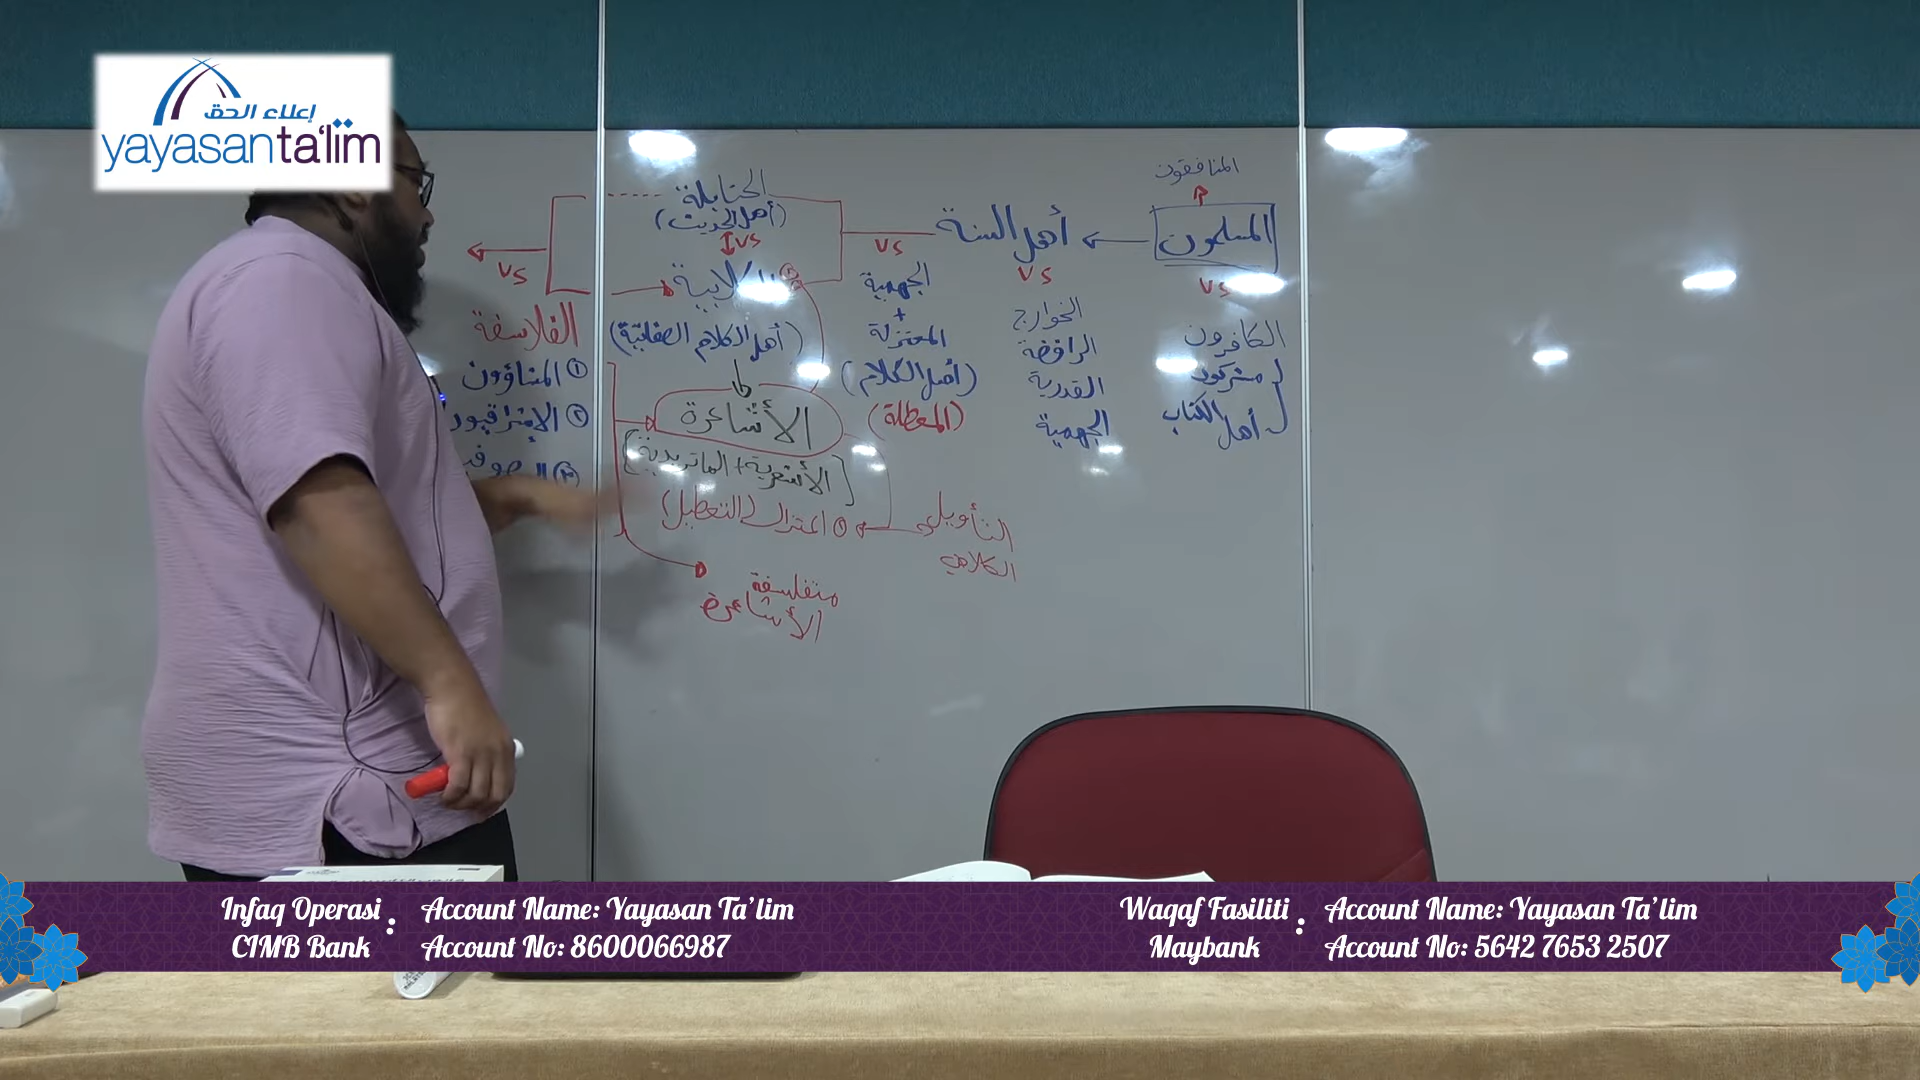 إعلاء الحق
yayasanta'lim
المنافقون
المسلمون
أهل السنة
vs
vs
vs
الكافرون
مشركون
أهل الكتاب
الخوارج
الرافضة
القدرية
الجهمية
الجهمية
+
المعتزلة
(أهل الكلام)
(المعطلة)
الحنابلة
(أهل الحديث)
vs
الكلابية
(أهل الكلام الصفاتية)
الأشاعرة
[الأشعرية + الماتريدية]
① اعتزال (التعطيل)
التأويل
الكلامي
متفلسفة
الأشاعرة
vs
الفلاسفة
① المشاؤون
② الإشراقيون
③
Infaq Operasi : Account Name: Yayasan Ta'lim
CIMB Bank Account No: 8600066987
Waqaf Fasiliti : Account Name: Yayasan Ta'lim
Maybank Account No: 5642 7653 2507